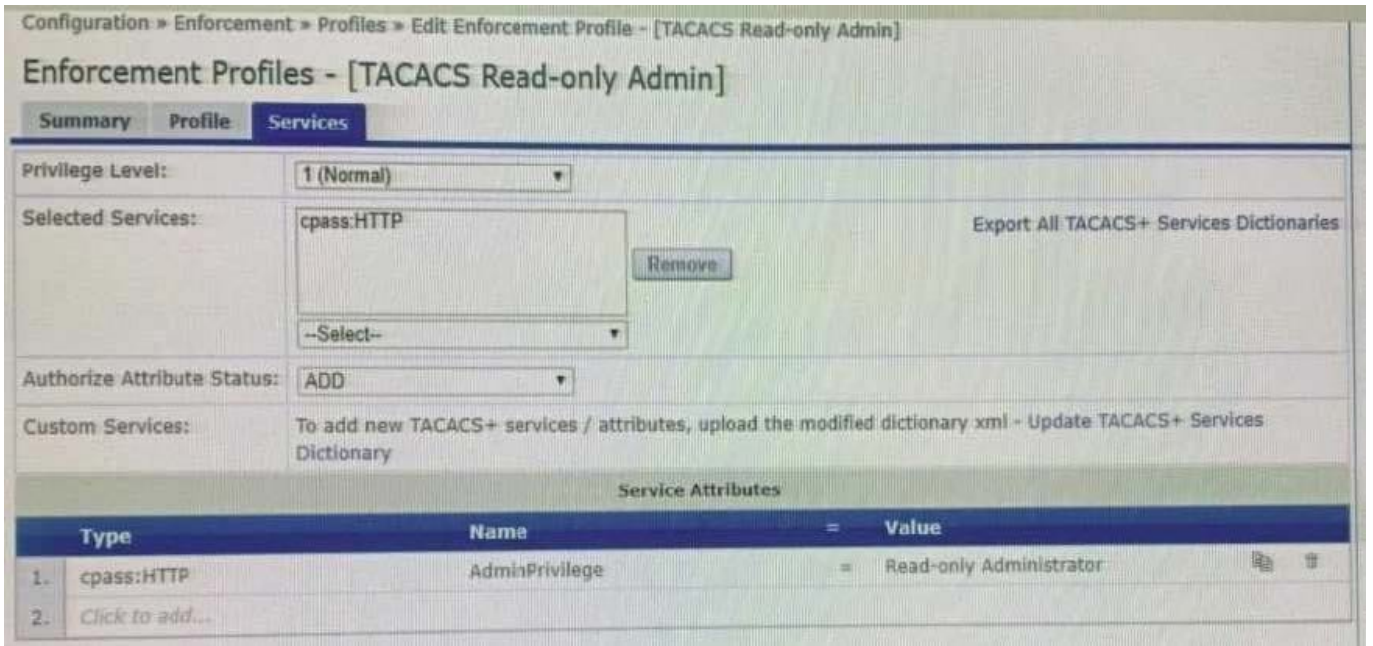 Configuration » Enforcement » Profiles » Edit Enforcement Profile - [TACACS Read-only Admin]
Enforcement Profiles - [TACACS Read-only Admin]
Summary Profile Services
Privilege Level: 1 (Normal)
Selected Services: cpass:HTTP
Export All TACACS+ Services Dictionaries
Remove
--Select--
Authorize Attribute Status: ADD
Custom Services: To add new TACACS+ services / attributes, upload the modified dictionary xml - Update TACACS+ Services
Dictionary
Service Attributes
Type Name = Value
1. cpass:HTTP AdminPrivilege = Read-only Administrator
2. Click to add...